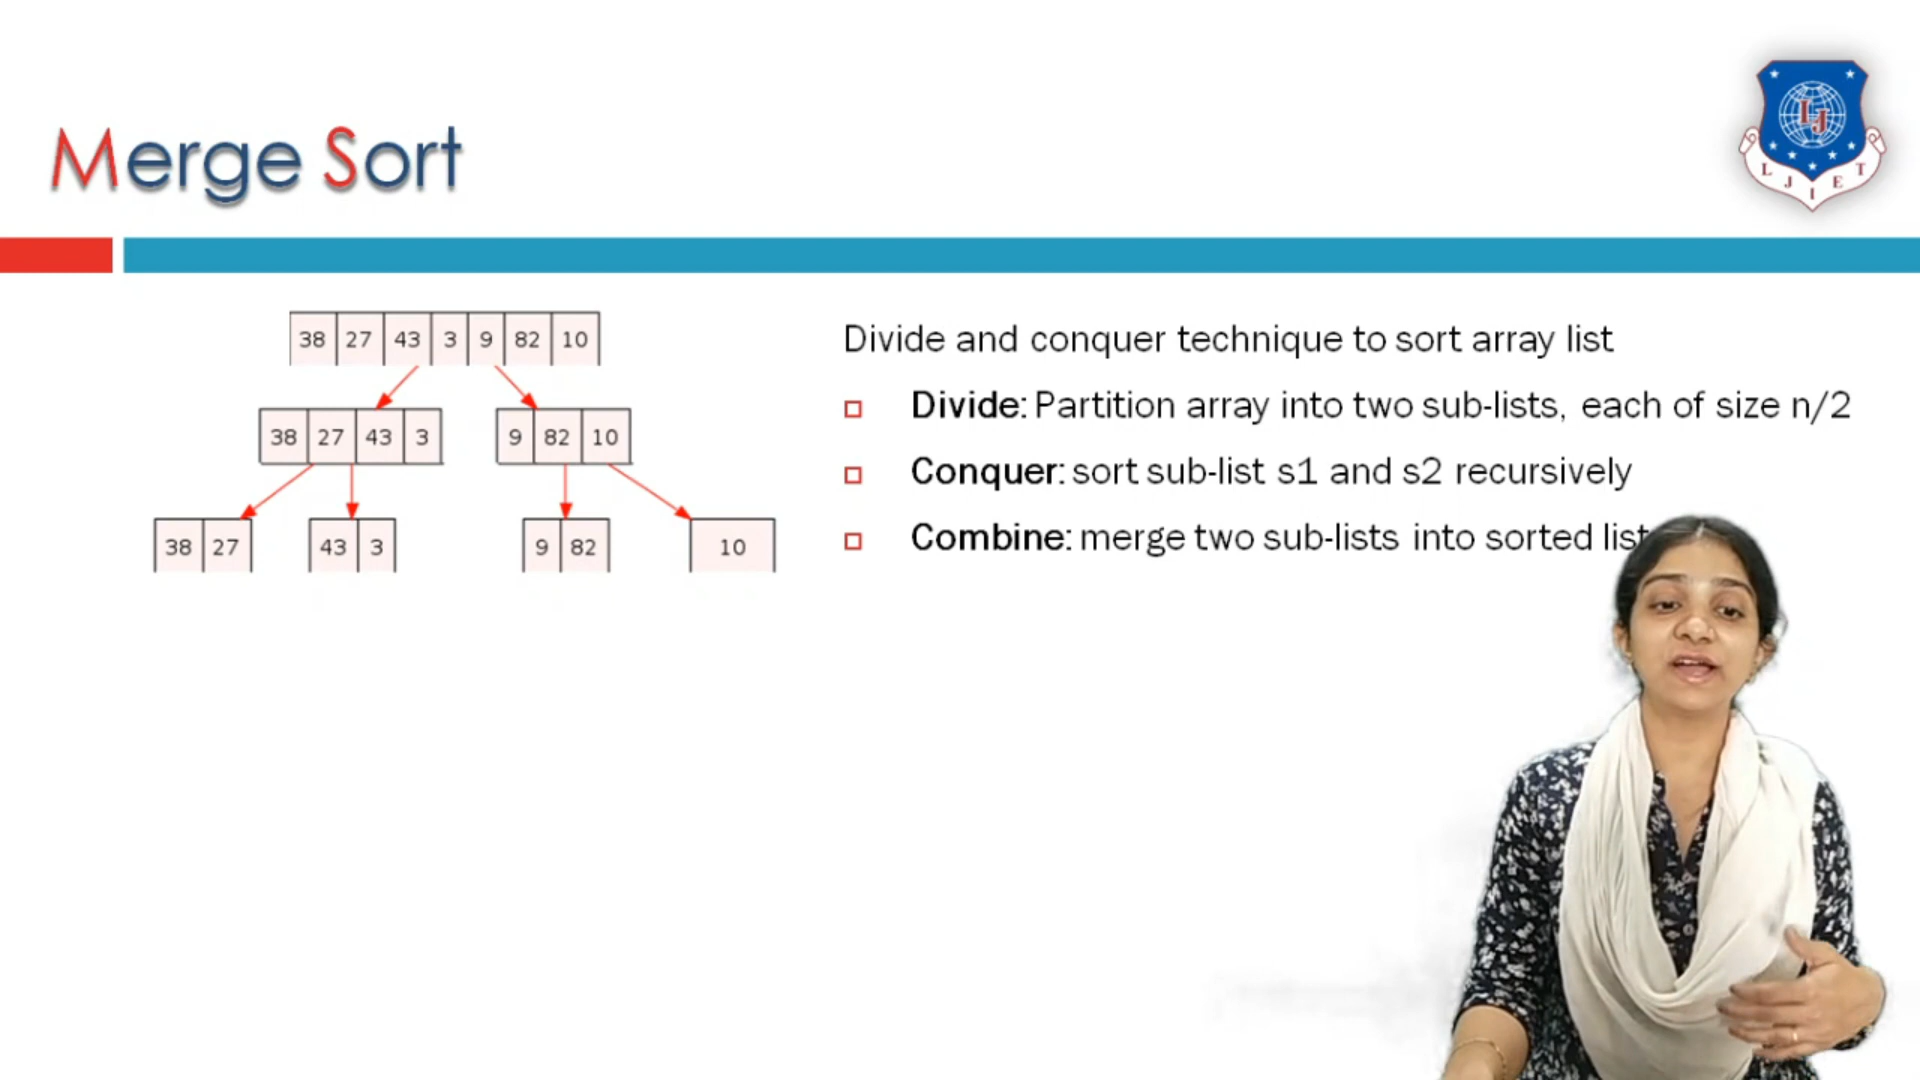 Merge Sort
L J I E T
LJ
38 27 43 3 9 82 10
38 27 43 3
9 82 10
38 27
43 3
9 82
10
Divide and conquer technique to sort array list
Divide: Partition array into two sub-lists, each of size n/2
Conquer: sort sub-list s1 and s2 recursively
Combine: merge two sub-lists into sorted list